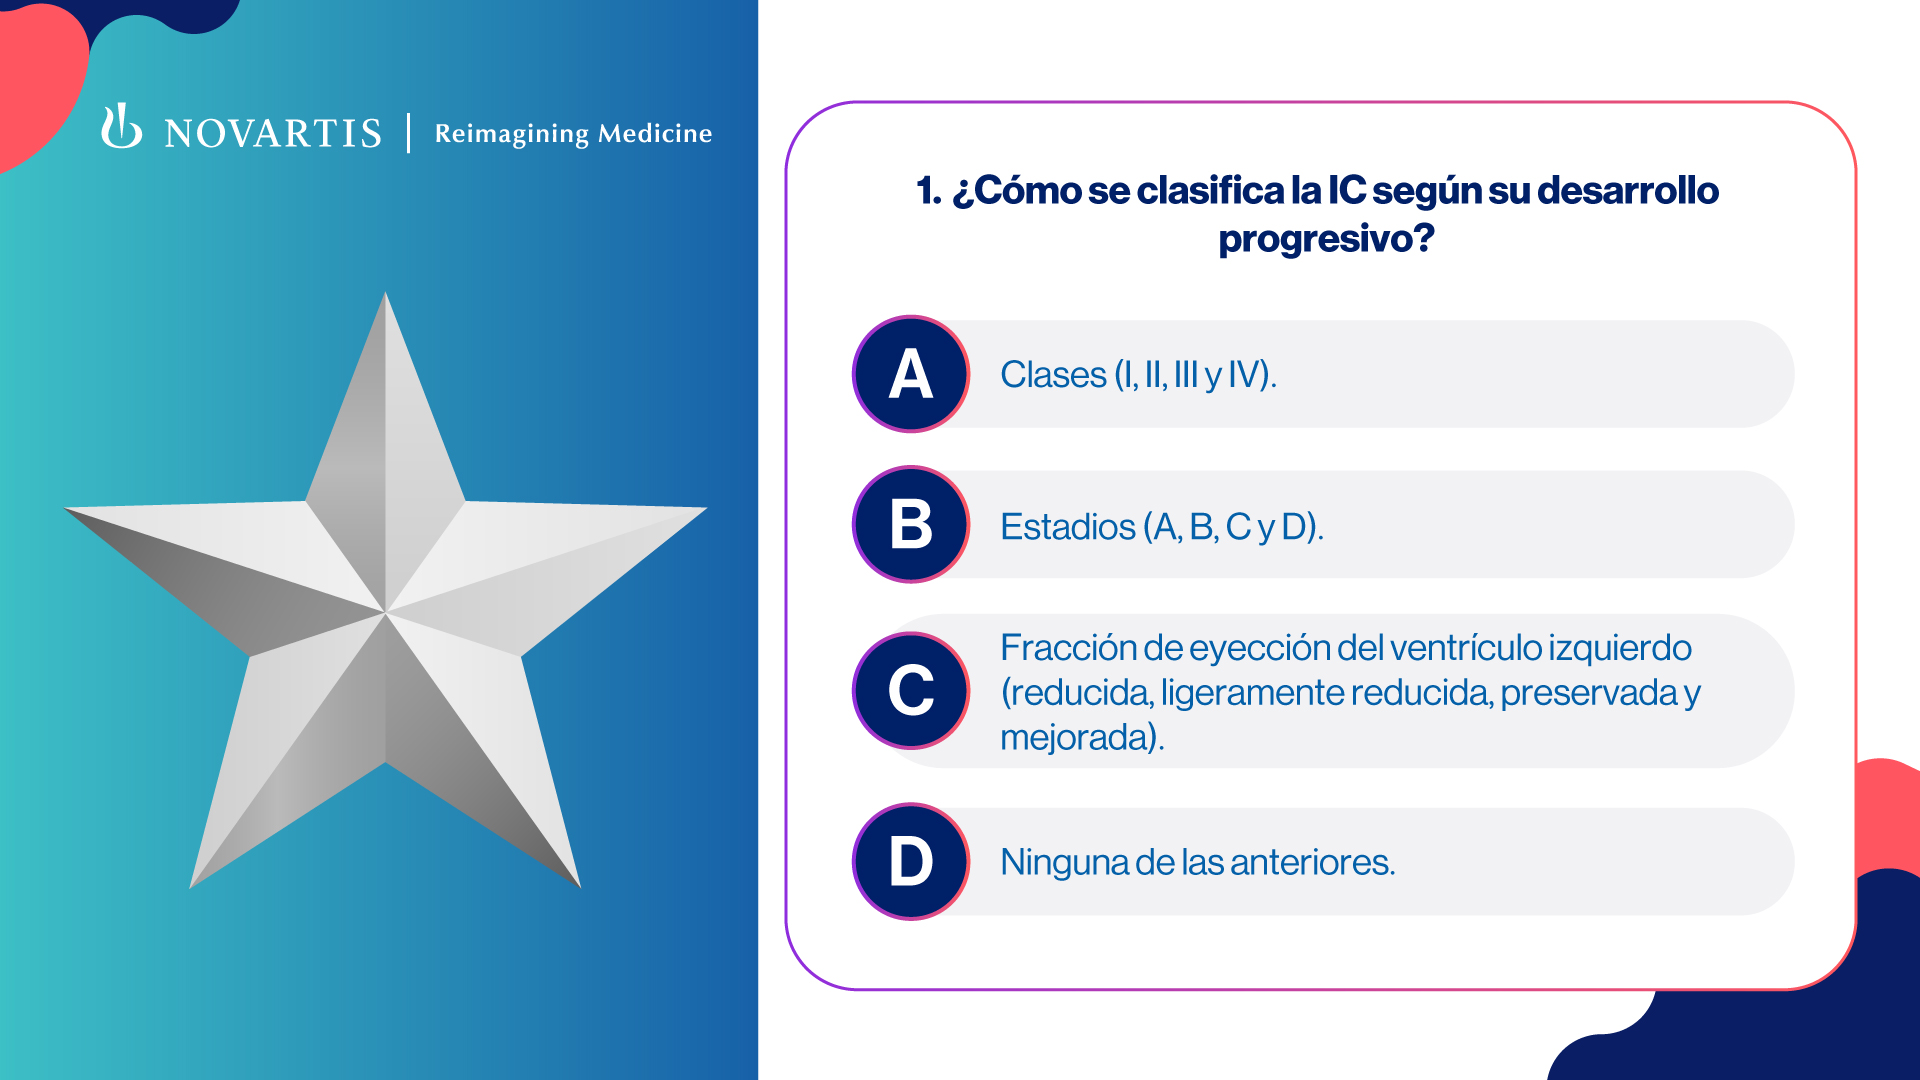 NOVARTIS | Reimagining Medicine
1. ¿Cómo se clasifica la IC según su desarrollo
progresivo?
A Clases (I, II, III y IV).
B Estadios (A, B, C y D).
C Fracción de eyección del ventrículo izquierdo
(reducida, ligeramente reducida, preservada y
mejorada).
D Ninguna de las anteriores.